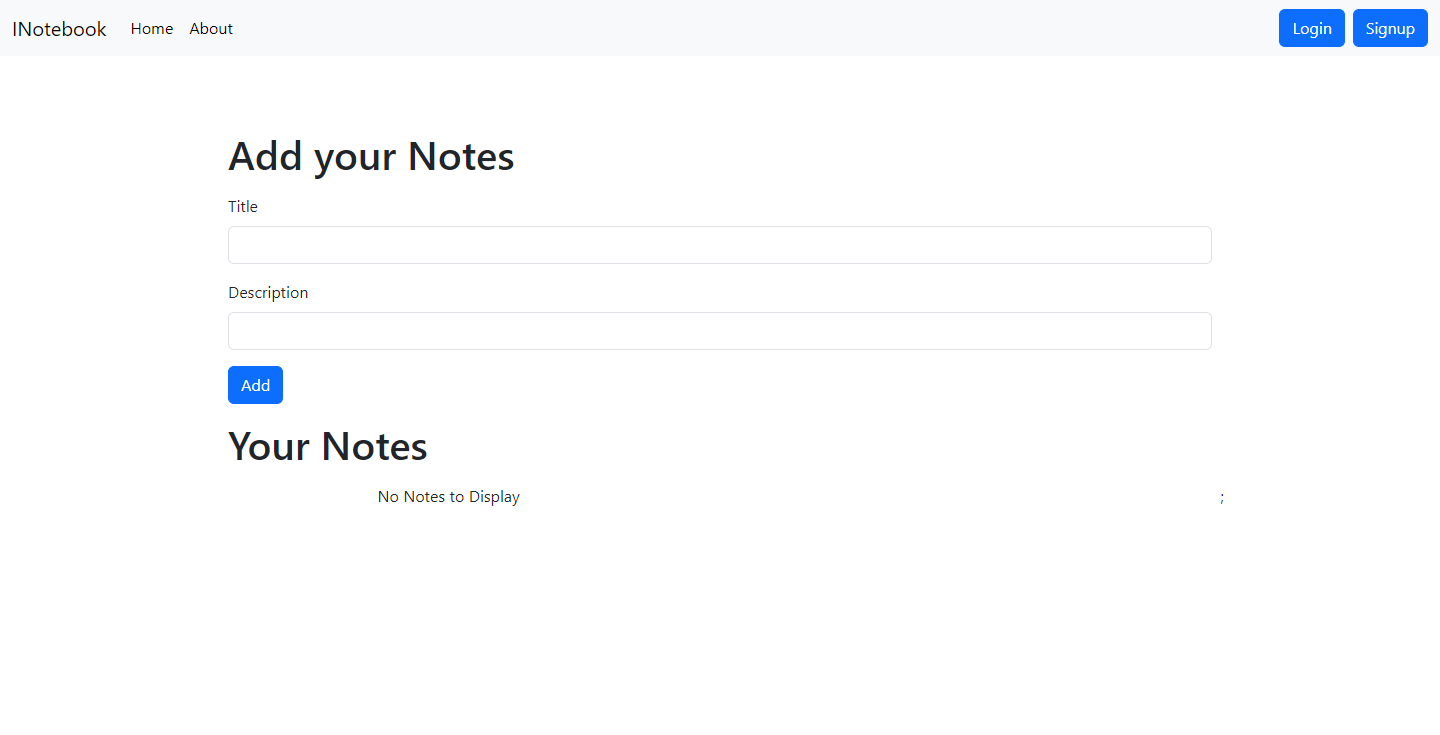 INotebook Home About Login Signup
Add your Notes
Title
Description
Add
Your Notes
No Notes to Display ;